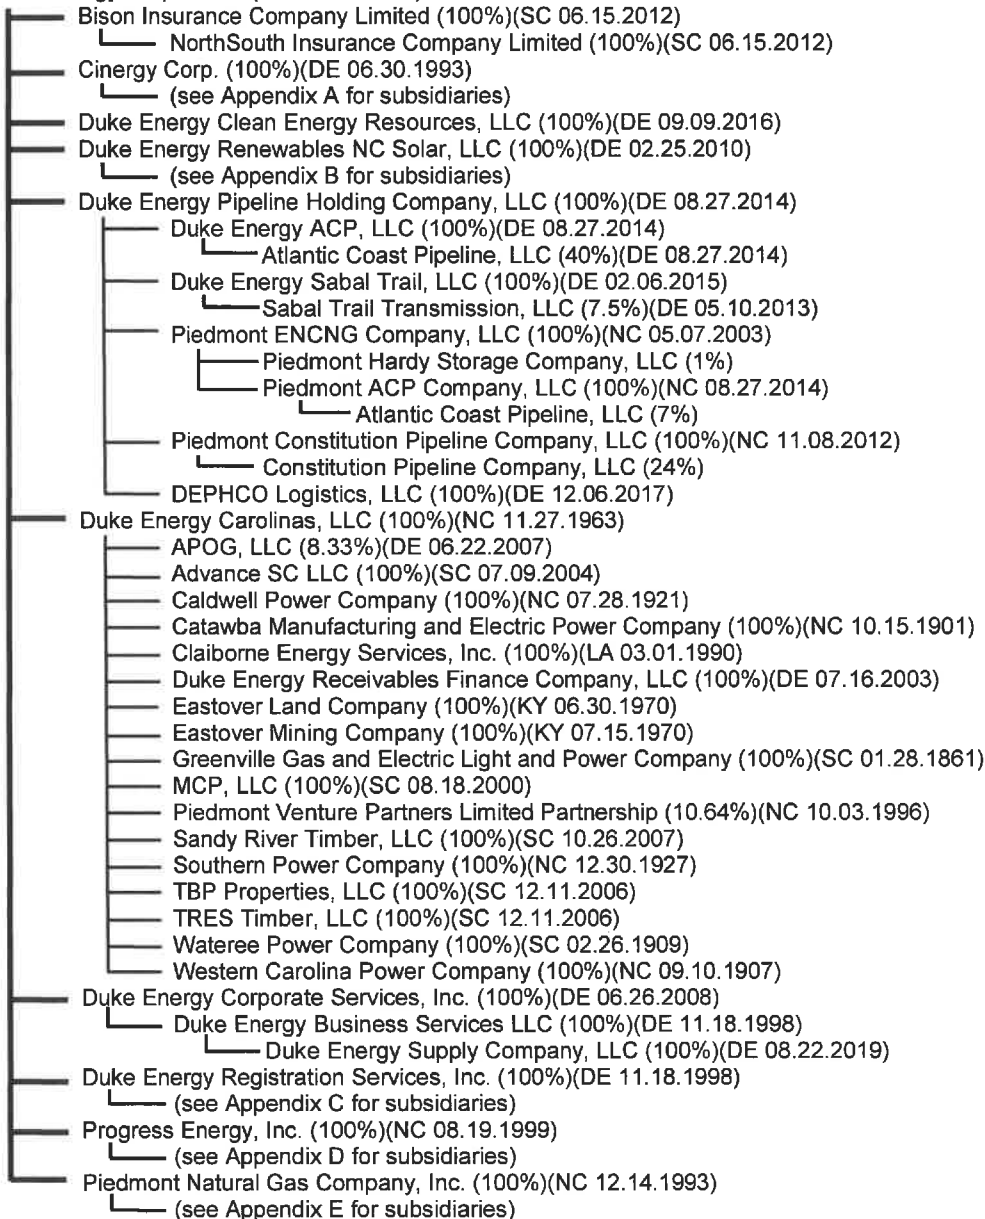 Bison Insurance Company Limited (100%)(SC 06.15.2012)
NorthSouth Insurance Company Limited (100%)(SC 06.15.2012)
Cinergy Corp. (100%)(DE 06.30.1993)
(see Appendix A for subsidiaries)
Duke Energy Clean Energy Resources, LLC (100%)(DE 09.09.2016)
Duke Energy Renewables NC Solar, LLC (100%)(DE 02.25.2010)
(see Appendix B for subsidiaries)
Duke Energy Pipeline Holding Company, LLC (100%)(DE 08.27.2014)
Duke Energy ACP, LLC (100%)(DE 08.27.2014)
Atlantic Coast Pipeline, LLC (40%)(DE 08.27.2014)
Duke Energy Sabal Trail, LLC (100%)(DE 02.06.2015)
Sabal Trail Transmission, LLC (7.5%)(DE 05.10.2013)
Piedmont ENCNG Company, LLC (100%)(NC 05.07.2003)
Piedmont Hardy Storage Company, LLC (1%)
Piedmont ACP Company, LLC (100%)(NC 08.27.2014)
Atlantic Coast Pipeline, LLC (7%)
Piedmont Constitution Pipeline Company, LLC (100%)(NC 11.08.2012)
Constitution Pipeline Company, LLC (24%)
DEPHCO Logistics, LLC (100%)(DE 12.06.2017)
Duke Energy Carolinas, LLC (100%)(NC 11.27.1963)
APOG, LLC (8.33%)(DE 06.22.2007)
Advance SC LLC (100%)(SC 07.09.2004)
Caldwell Power Company (100%)(NC 07.28.1921)
Catawba Manufacturing and Electric Power Company (100%)(NC 10.15.1901)
Claiborne Energy Services, Inc. (100%)(LA 03.01.1990)
Duke Energy Receivables Finance Company, LLC (100%)(DE 07.16.2003)
Eastover Land Company (100%)(KY 06.30.1970)
Eastover Mining Company (100%)(KY 07.15.1970)
Greenville Gas and Electric Light and Power Company (100%)(SC 01.28.1861)
MCP, LLC (100%)(SC 08.18.2000)
Piedmont Venture Partners Limited Partnership (10.64%)(NC 10.03.1996)
Sandy River Timber, LLC (100%)(SC 10.26.2007)
Southern Power Company (100%)(NC 12.30.1927)
TBP Properties, LLC (100%)(SC 12.11.2006)
TRES Timber, LLC (100%)(SC 12.11.2006)
Wateree Power Company (100%)(SC 02.26.1909)
Western Carolina Power Company (100%)(NC 09.10.1907)
Duke Energy Corporate Services, Inc. (100%)(DE 06.26.2008)
Duke Energy Business Services LLC (100%)(DE 11.18.1998)
Duke Energy Supply Company, LLC (100%)(DE 08.22.2019)
Duke Energy Registration Services, Inc. (100%)(DE 11.18.1998)
(see Appendix C for subsidiaries)
Progress Energy, Inc. (100%)(NC 08.19.1999)
(see Appendix D for subsidiaries)
Piedmont Natural Gas Company, Inc. (100%)(NC 12.14.1993)
(see Appendix E for subsidiaries)